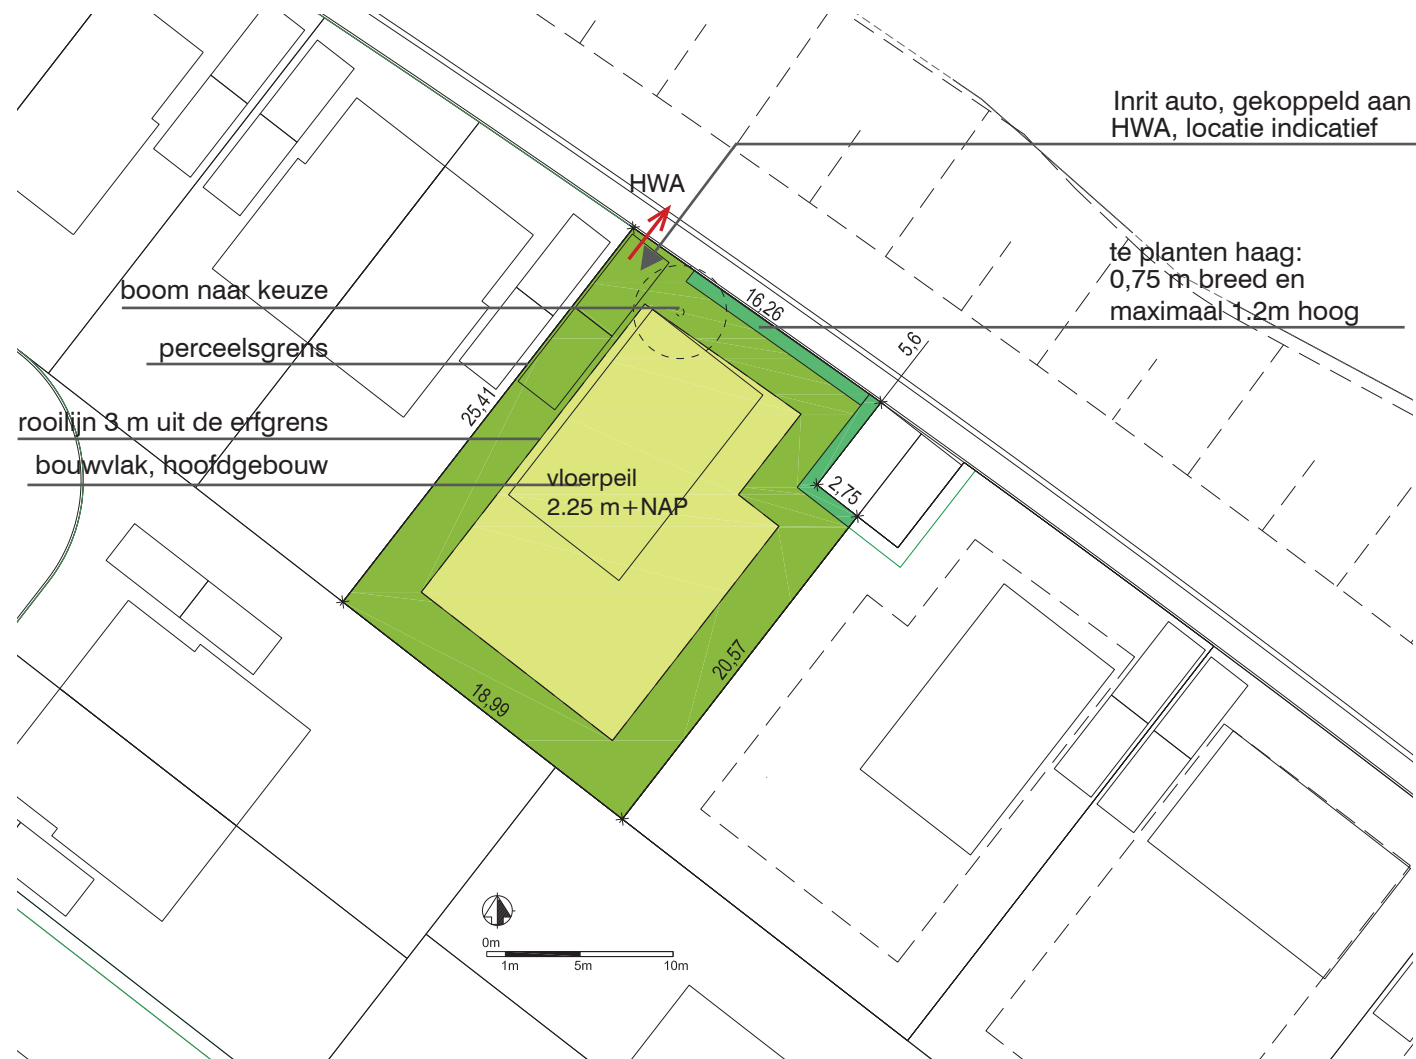 Inrit auto, gekoppeld aan
HWA, locatie indicatief
HWA
te planten haag:
0,75 m breed en
maximaal 1.2m hoog
boom naar keuze
16,26
5,6
perceelsgrens
25,41
rooilijn 3 m uit de erfgrens
bouwvlak, hoofdgebouw
vloerpeil
2.25 m+NAP
2,75
20,57
18,99
0m
1m 5m 10m